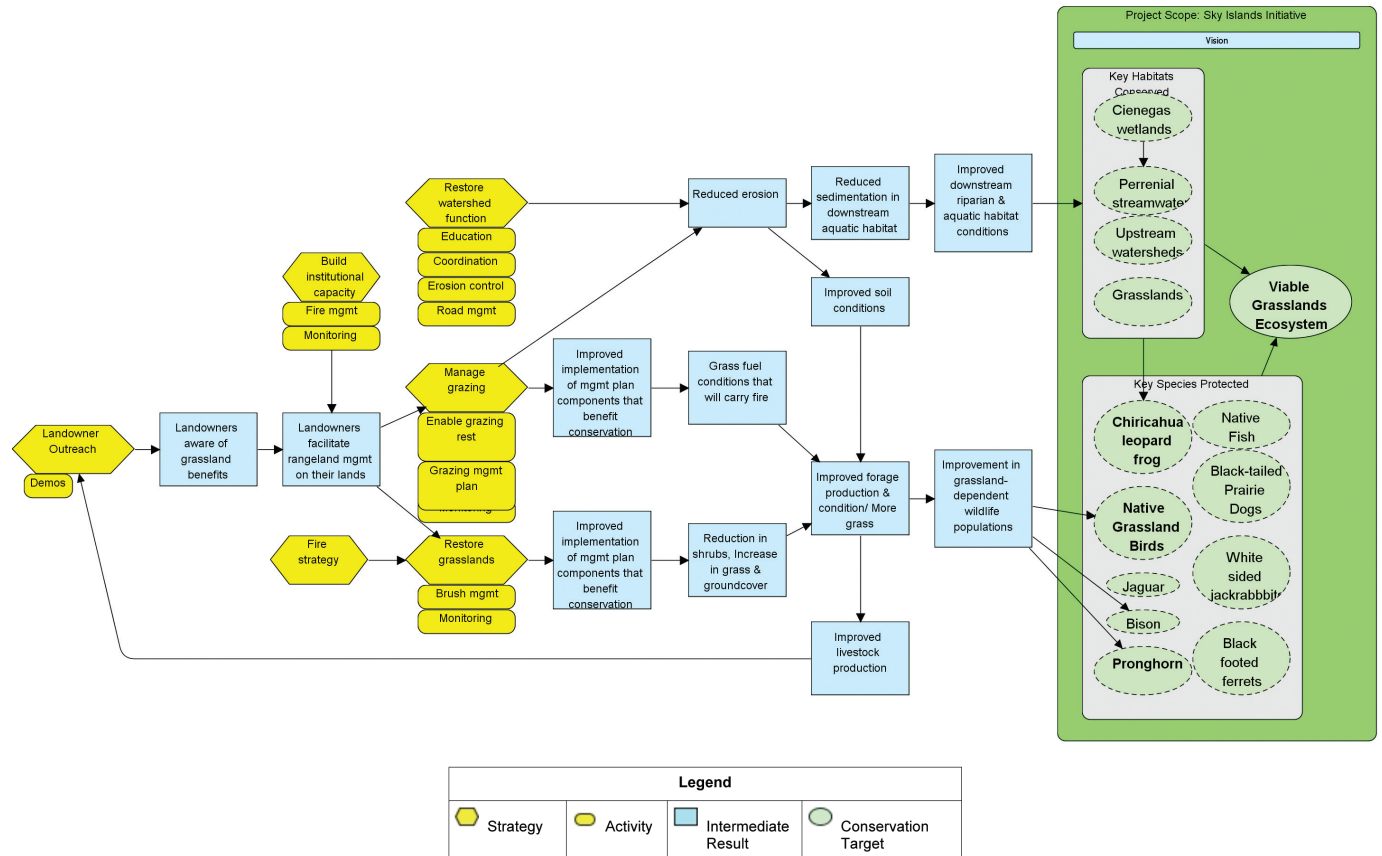 Project Scope: Sky Islands Initiative
Vision
Key Habitats
Conserved
Cienegas
wetlands
Perrenial
streamwater
Upstream
watersheds
Grasslands
Viable
Grasslands
Ecosystem
Key Species Protected
Chiricahua
leopard
frog
Native
Fish
Black-tailed
Prairie
Dogs
Native
Grassland
Birds
White
sided
jackrabbbit
Jaguar
Bison
Pronghorn
Black
footed
ferrets
Restore
watershed
function
Education
Coordination
Erosion control
Road mgmt
Reduced erosion
Reduced
sedimentation in
downstream
aquatic habitat
Improved
downstream
riparian &
aquatic habitat
conditions
Build
institutional
capacity
Fire mgmt
Monitoring
Improved soil
conditions
Landowner
Outreach
Demos
Landowners
aware of
grassland
benefits
Landowners
facilitate
rangeland mgmt
on their lands
Manage
grazing
Enable grazing
rest
Grazing mgmt
plan
Monitoring
Improved
implementation
of mgmt plan
components that
benefit
conservation
Grass fuel
conditions that
will carry fire
Improved forage
production &
condition/ More
grass
Improvement in
grassland-
dependent
wildlife
populations
Fire
strategy
Restore
grasslands
Brush mgmt
Monitoring
Improved
implementation
of mgmt plan
components that
benefit
conservation
Reduction in
shrubs, Increase
in grass &
groundcover
Improved
livestock
production
Legend
Strategy
Activity
Intermediate
Result
Conservation
Target